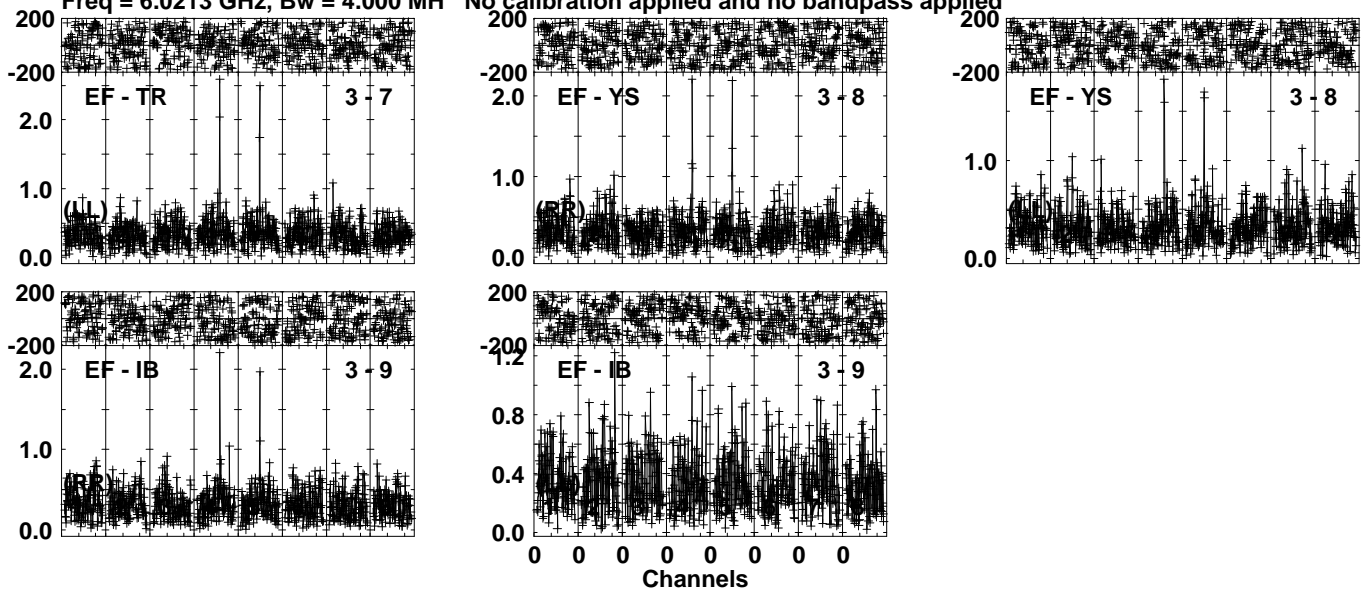 Freq = 6.0213 GHz, Bw = 4.000 MH No calibration applied and no bandpass applied
200
-200
EF - TR 3 - 7
2.0
1.0
(LL)
0.0
200
-200
EF - YS 3 - 8
2.0
1.0
(RR)
0.0
200
-200
EF - YS 3 - 8
1.0
0.0
200
-200
EF - IB 3 - 9
2.0
1.0
(RR)
0.0
200
-200
1.2
EF - IB 3 - 9
0.8
0.4
0.0
0 0 0 0 0 0 0 0
Channels